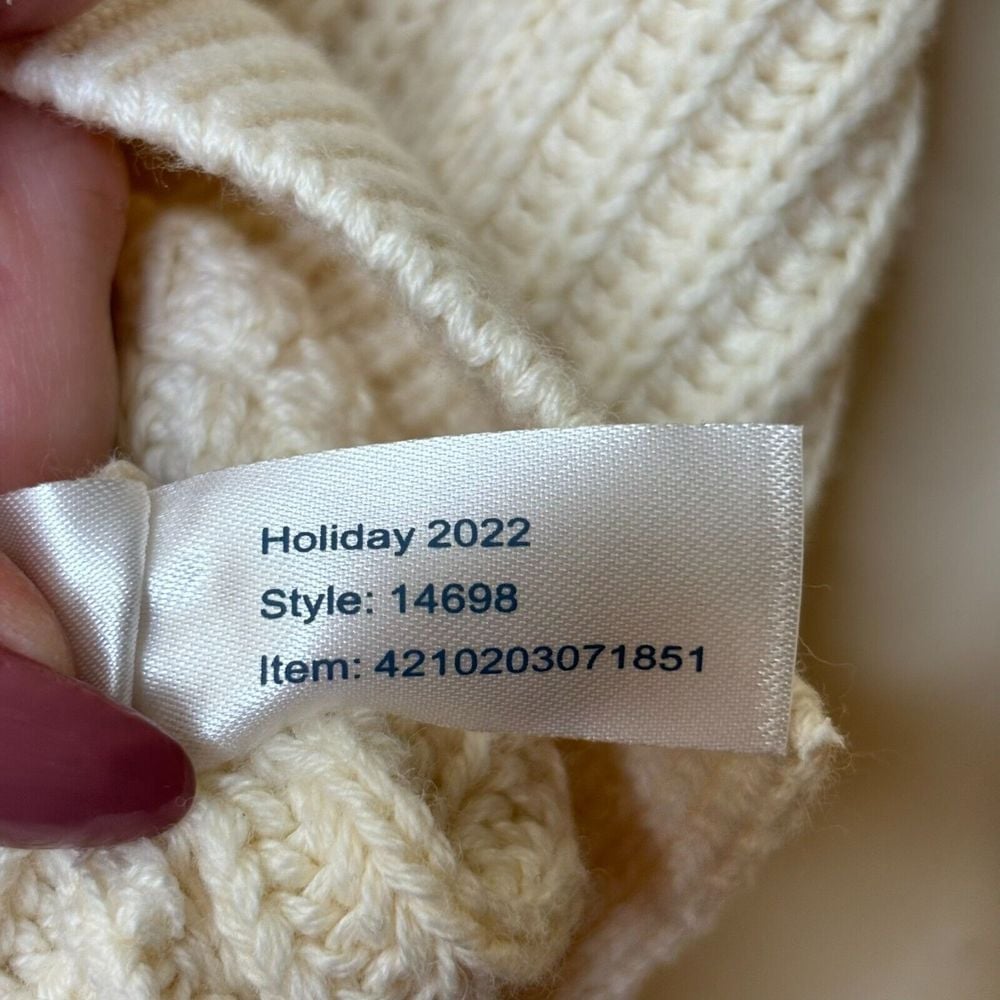 Holiday 2022
Style: 14698
Item: 4210203071851